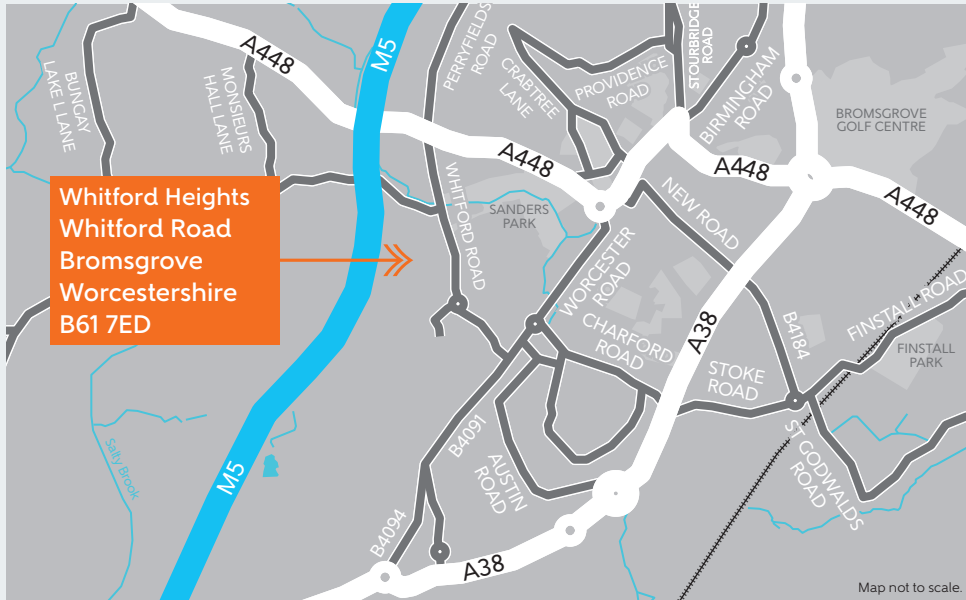 M5
A448
BUNGAY
LAKE LANE
MONSIEURS
HALL LANE
PERRYFIELDS
ROAD
CRABTREE
LANE
PROVIDENCE
ROAD
STOURBRIDGE
ROAD
BIRMINGHAM
ROAD
BROMSGROVE
GOLF CENTRE
A448
A448
A448
Whitford Heights
Whitford Road
Bromsgrove
Worcestershire
B61 7ED
WHITFORD ROAD
SANDERS
PARK
NEW ROAD
WORCESTER
ROAD
CHARFORD
ROAD
A38
STOKE
ROAD
B4184
FINSTALL ROAD
FINSTALL
PARK
Salty Brook
M5
B4091
AUSTIN
ROAD
ST GODWALDS
ROAD
B4094
A38
Map not to scale.